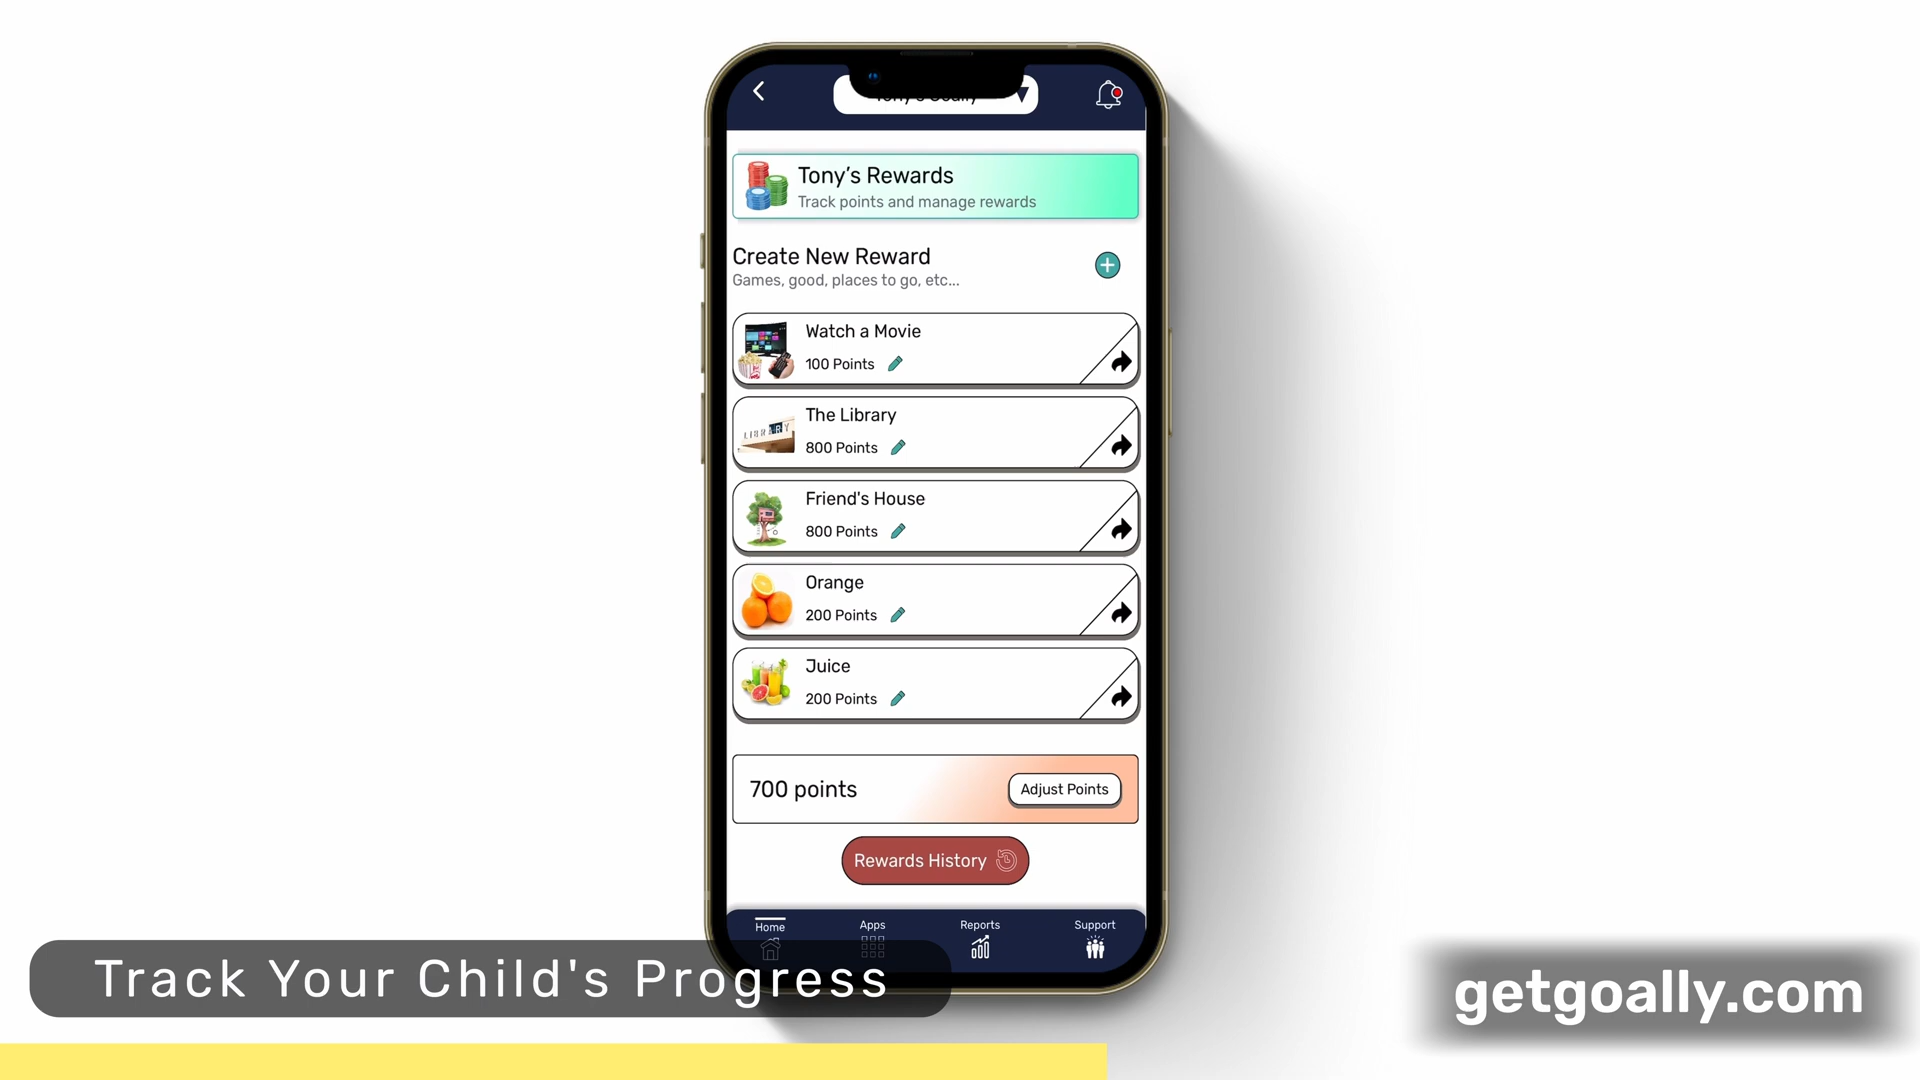 Tony's Rewards
Track points and manage rewards
Create New Reward
Games, good, places to go, etc...
Watch a Movie
100 Points
The Library
800 Points
LIBRARY
Friend's House
800 Points
Orange
200 Points
Juice
200 Points
700 points
Adjust Points
Rewards History
Home
Apps
Reports
Support
Track Your Child's Progress
getgoally.com